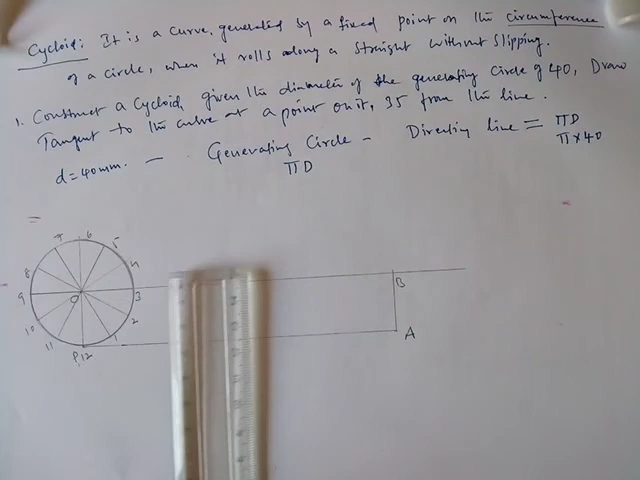 Cycloid: It is a curve generated by a fixed point on the circumference
of a circle, when it rolls along a straight without slipping.
1. Construct a cycloid, given the diameter of the generating circle of 40, Draw
Tangent to the curve at a point on it, 35 from the line.
d=40mm. — Generating Circle — Directing line = πD
πD
π×40
=
7 6 5
8 4
9 O 3 B
10 2
11 1
P,12 A